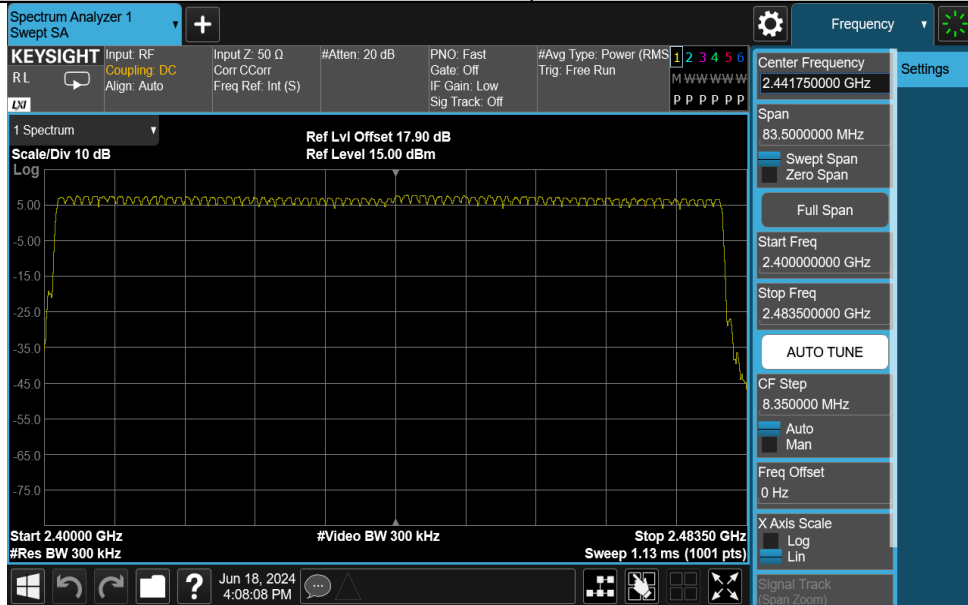 Spectrum Analyzer 1
Swept SA
+
Frequency
KEYSIGHT
RL
LXI
Input: RF
Coupling: DC
Align: Auto
Input Z: 50 Ω
Corr CCorr
Freq Ref: Int (S)
#Atten: 20 dB
PNO: Fast
Gate: Off
IF Gain: Low
Sig Track: Off
#Avg Type: Power (RMS
Trig: Free Run
1 2 3 4 5 6
M W W W W W
P P P P P P
Center Frequency
2.441750000 GHz
Settings
1 Spectrum
Scale/Div 10 dB
Ref Lvl Offset 17.90 dB
Ref Level 15.00 dBm
Span
83.5000000 MHz
Swept Span
Zero Span
Full Span
Start Freq
2.400000000 GHz
Stop Freq
2.483500000 GHz
AUTO TUNE
CF Step
8.350000 MHz
Auto
Man
Freq Offset
0 Hz
X Axis Scale
Log
Lin
Signal Track
(Span Zoom)
Log
5.00
-5.00
-15.0
-25.0
-35.0
-45.0
-55.0
-65.0
-75.0
Start 2.40000 GHz
#Res BW 300 kHz
#Video BW 300 kHz
Stop 2.48350 GHz
Sweep 1.13 ms (1001 pts)
?
Jun 18, 2024
4:08:08 PM